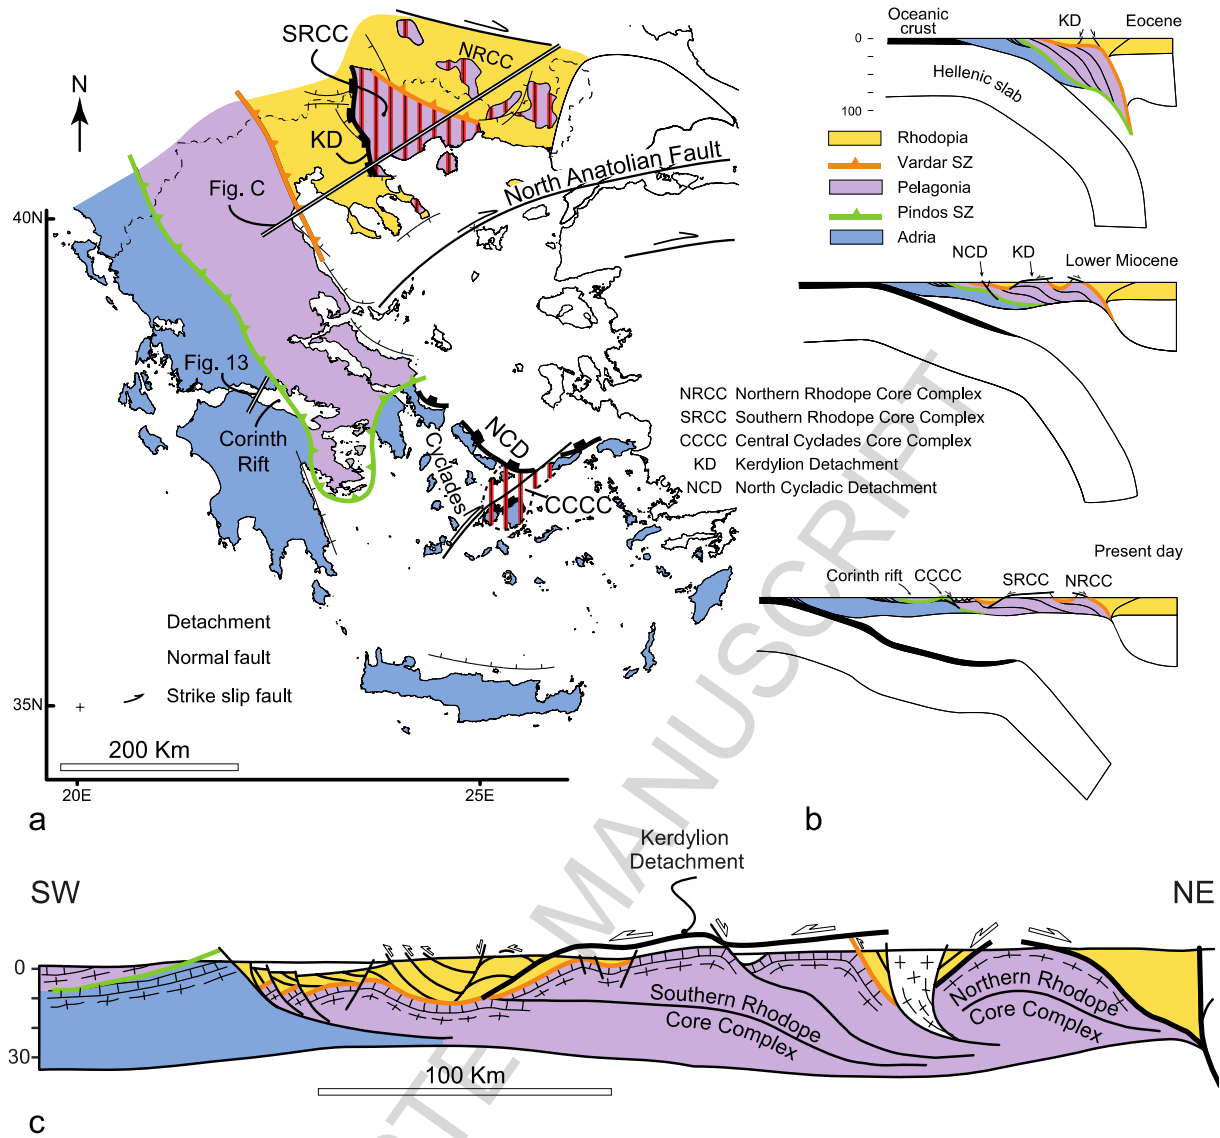 N
SRCC
NRCC
KD
Fig. C
North Anatolian Fault
40N
Fig. 13
Corinth
Rift
Cyclades
NCD
CCCC
Detachment
Normal fault
Strike slip fault
35N
200 Km
20E
25E
a
Oceanic
crust
KD
Eocene
0
100
Hellenic slab
Rhodopia
Vardar SZ
Pelagonia
Pindos SZ
Adria
NCD
KD
Lower Miocene
NRCC Northern Rhodope Core Complex
SRCC Southern Rhodope Core Complex
CCCC Central Cyclades Core Complex
KD Kerdylion Detachment
NCD North Cycladic Detachment
Present day
Corinth rift
CCCC
SRCC
NRCC
b
Kerdylion
Detachment
SW
NE
0
30
Southern Rhodope
Core Complex
Northern Rhodope
Core Complex
100 Km
c
TE MANUSCRIPT